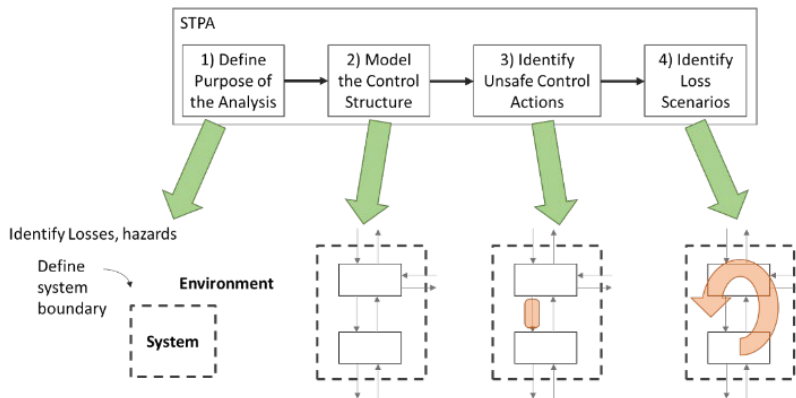 STPA
1) Define
Purpose of
the Analysis
2) Model
the Control
Structure
3) Identify
Unsafe Control
Actions
4) Identify
Loss
Scenarios
Identify Losses, hazards
Define
system
boundary
Environment
System